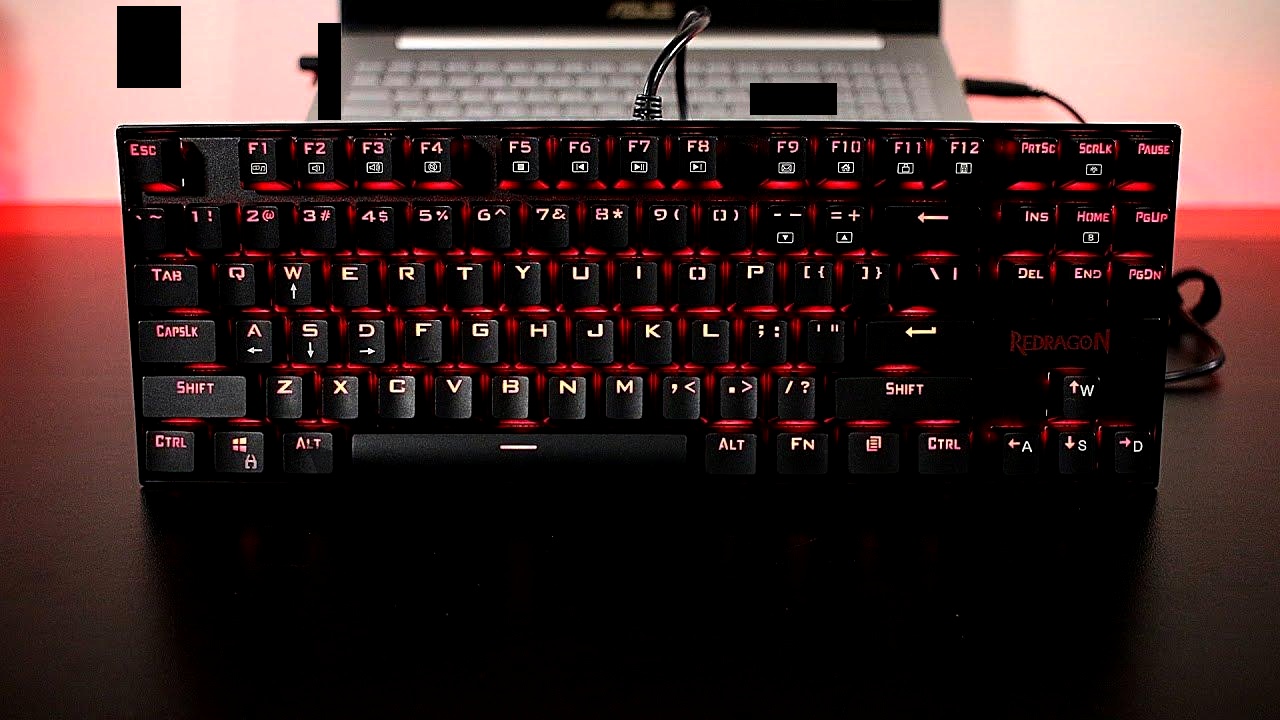 ASUS
ESC F1 F2 F3 F4 F5 F6 F7 F8 F9 F10 F11 F12 PRTSC SCRLK PAUSE
` ~ 1 ! 2 @ 3 # 4 $ 5 % 6 ^ 7 & 8 * 9 ( 0 ) - - = + ← INS HOME PGUP
B
TAB Q W E R T Y U I O P [ { ] } \ | DEL END PGDN
↑
CAPSLK A S D F G H J K L ; : ' " ↵ REDRAGON
← ↓ →
SHIFT Z X C V B N M , < . > / ? SHIFT ↑ W
CTRL ALT ALT FN CTRL ← A ↓ S → D